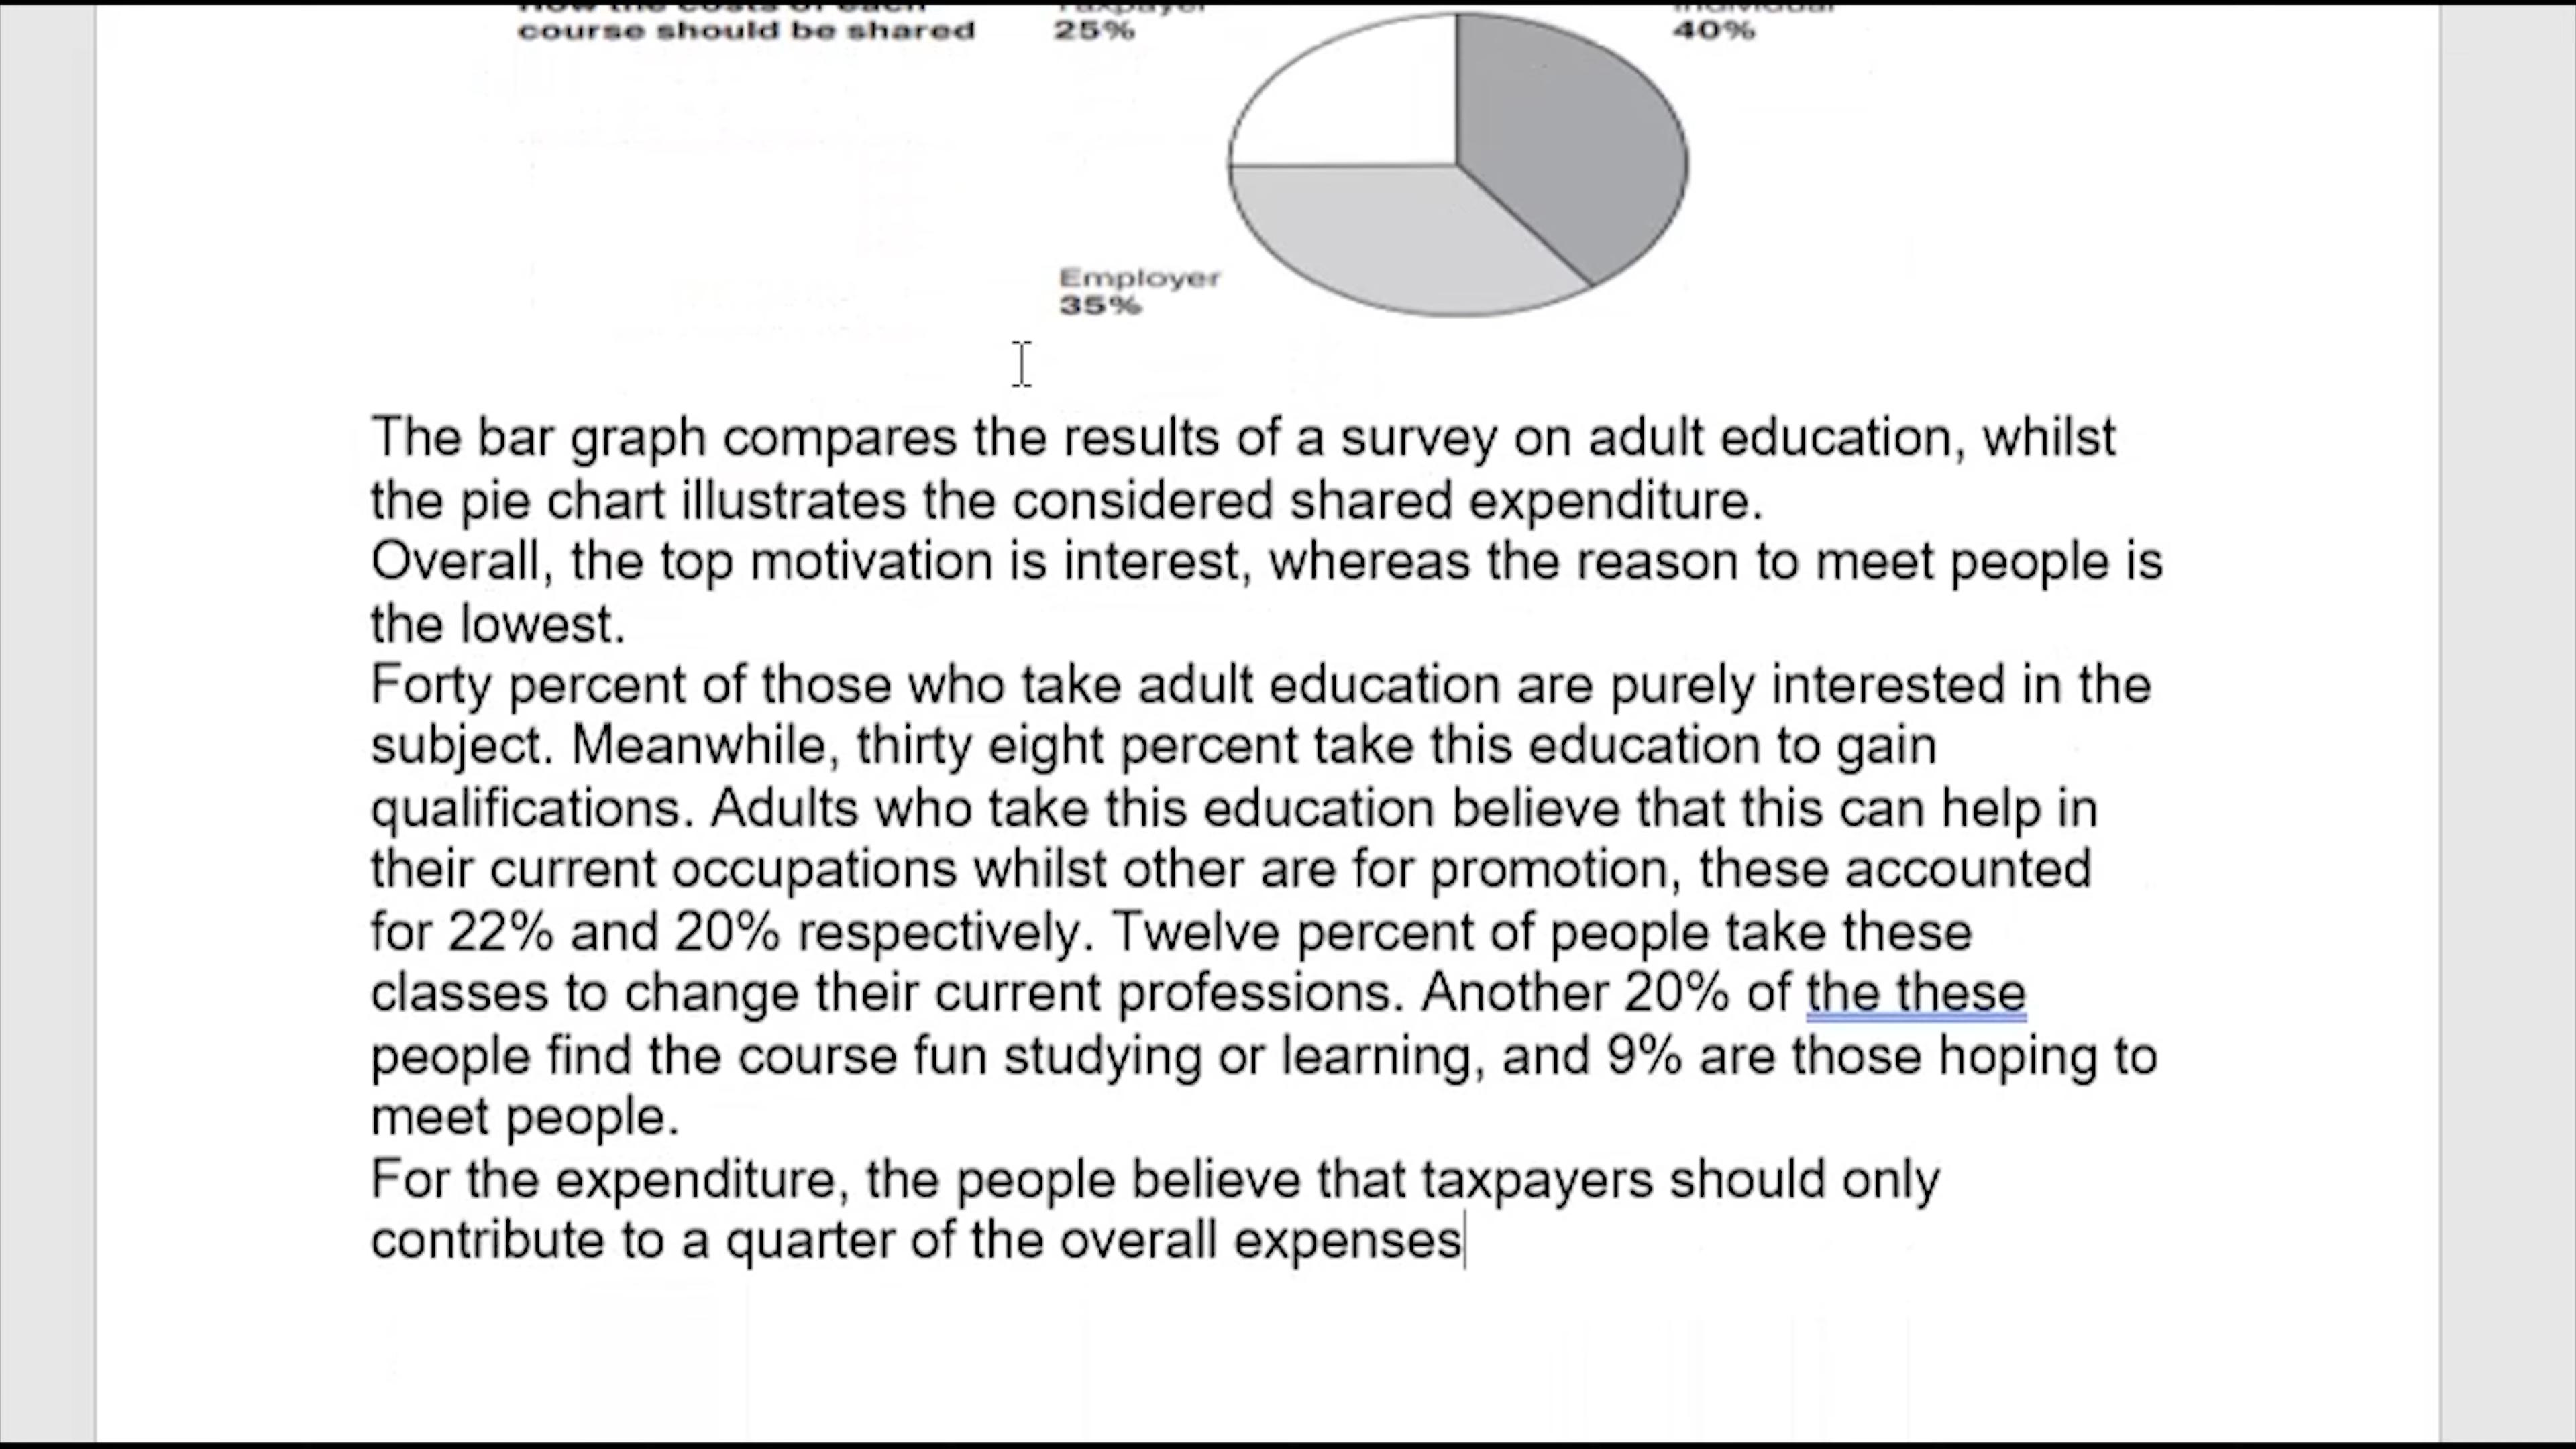 How the costs of each
course should be shared
Taxpayer
25%
Individual
40%
Employer
35%
The bar graph compares the results of a survey on adult education, whilst
the pie chart illustrates the considered shared expenditure.
Overall, the top motivation is interest, whereas the reason to meet people is
the lowest.
Forty percent of those who take adult education are purely interested in the
subject. Meanwhile, thirty eight percent take this education to gain
qualifications. Adults who take this education believe that this can help in
their current occupations whilst other are for promotion, these accounted
for 22% and 20% respectively. Twelve percent of people take these
classes to change their current professions. Another 20% of the these
people find the course fun studying or learning, and 9% are those hoping to
meet people.
For the expenditure, the people believe that taxpayers should only
contribute to a quarter of the overall expenses